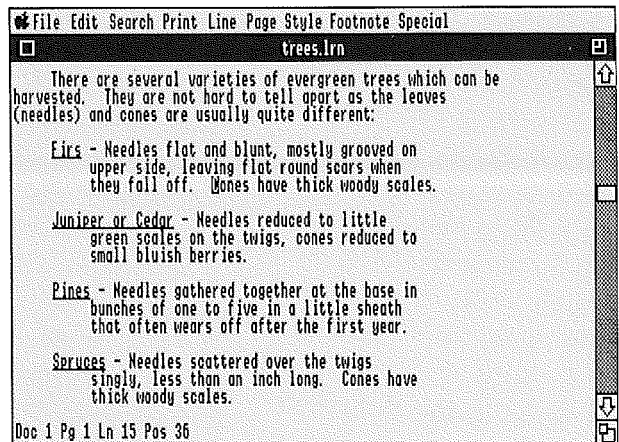 File Edit Search Print Line Page Style Footnote Special
trees.lrn
There are several varieties of evergreen trees which can be
harvested. They are not hard to tell apart as the leaves
(needles) and cones are usually quite different:
Firs - Needles flat and blunt, mostly grooved on
upper side, leaving flat round scars when
they fall off. Cones have thick woody scales.
Juniper or Cedar - Needles reduced to little
green scales on the twigs, cones reduced to
small bluish berries.
Pines - Needles gathered together at the base in
bunches of one to five in a little sheath
that often wears off after the first year.
Spruces - Needles scattered over the twigs
singly, less than an inch long. Cones have
thick woody scales.
Doc 1 Pg 1 Ln 15 Pos 36